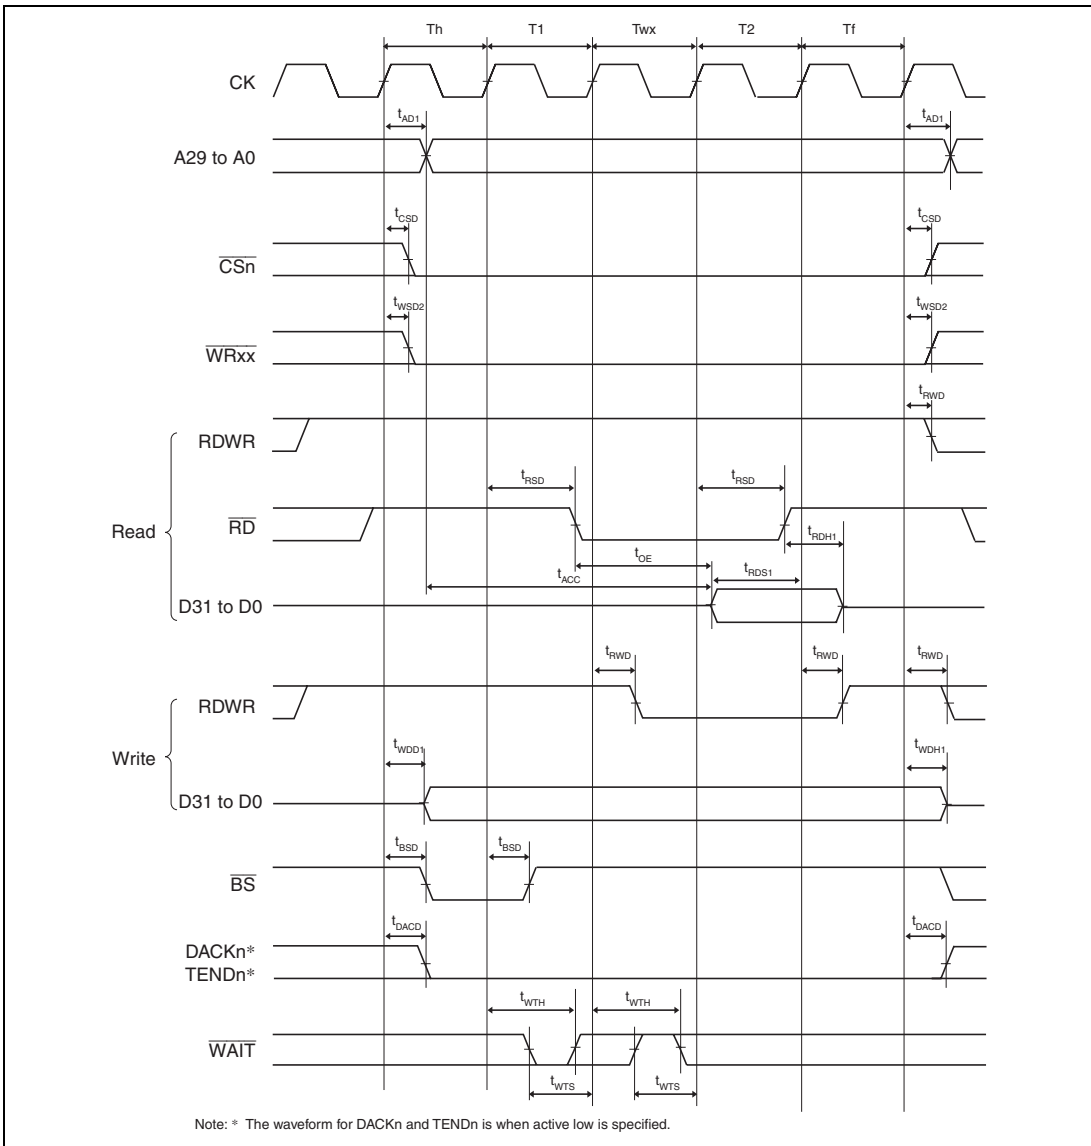 Th T1 Twx T2 Tf
CK
tAD1 tAD1
A29 to A0
tCSD tCSD
CSn
tWSD2 tWSD2
WRxx
tRWD
Read
RDWR
tRSD tRSD
RD
tRDH1
tOE
tACC tRDS1
D31 to D0
tRWD tRWD tRWD
Write
RDWR
tWDD1 tWDH1
D31 to D0
tBSD tBSD
BS
tDACD tDACD
DACKn*
TENDn*
tWTH tWTH
WAIT
tWTS tWTS
Note: * The waveform for DACKn and TENDn is when active low is specified.